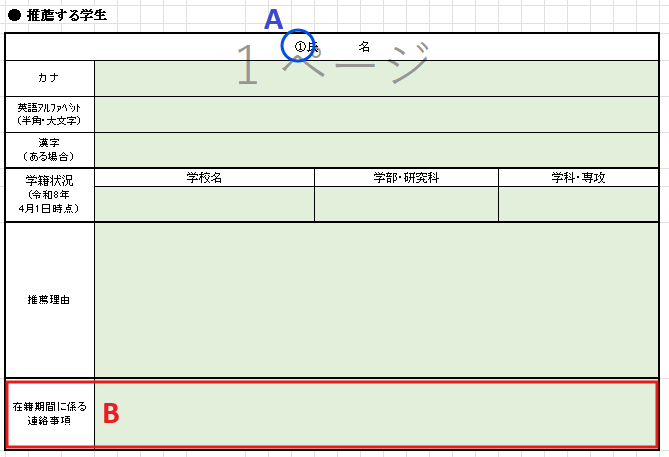 ● 推薦する学生
A
①氏　　　名
1 ページ
カナ
英語アルファベット
（半角・大文字）
漢字
（ある場合）
学籍状況
（令和8年
4月1日時点）
学校名
学部・研究科
学科・専攻
推薦理由
在籍期間に係る
連絡事項
B